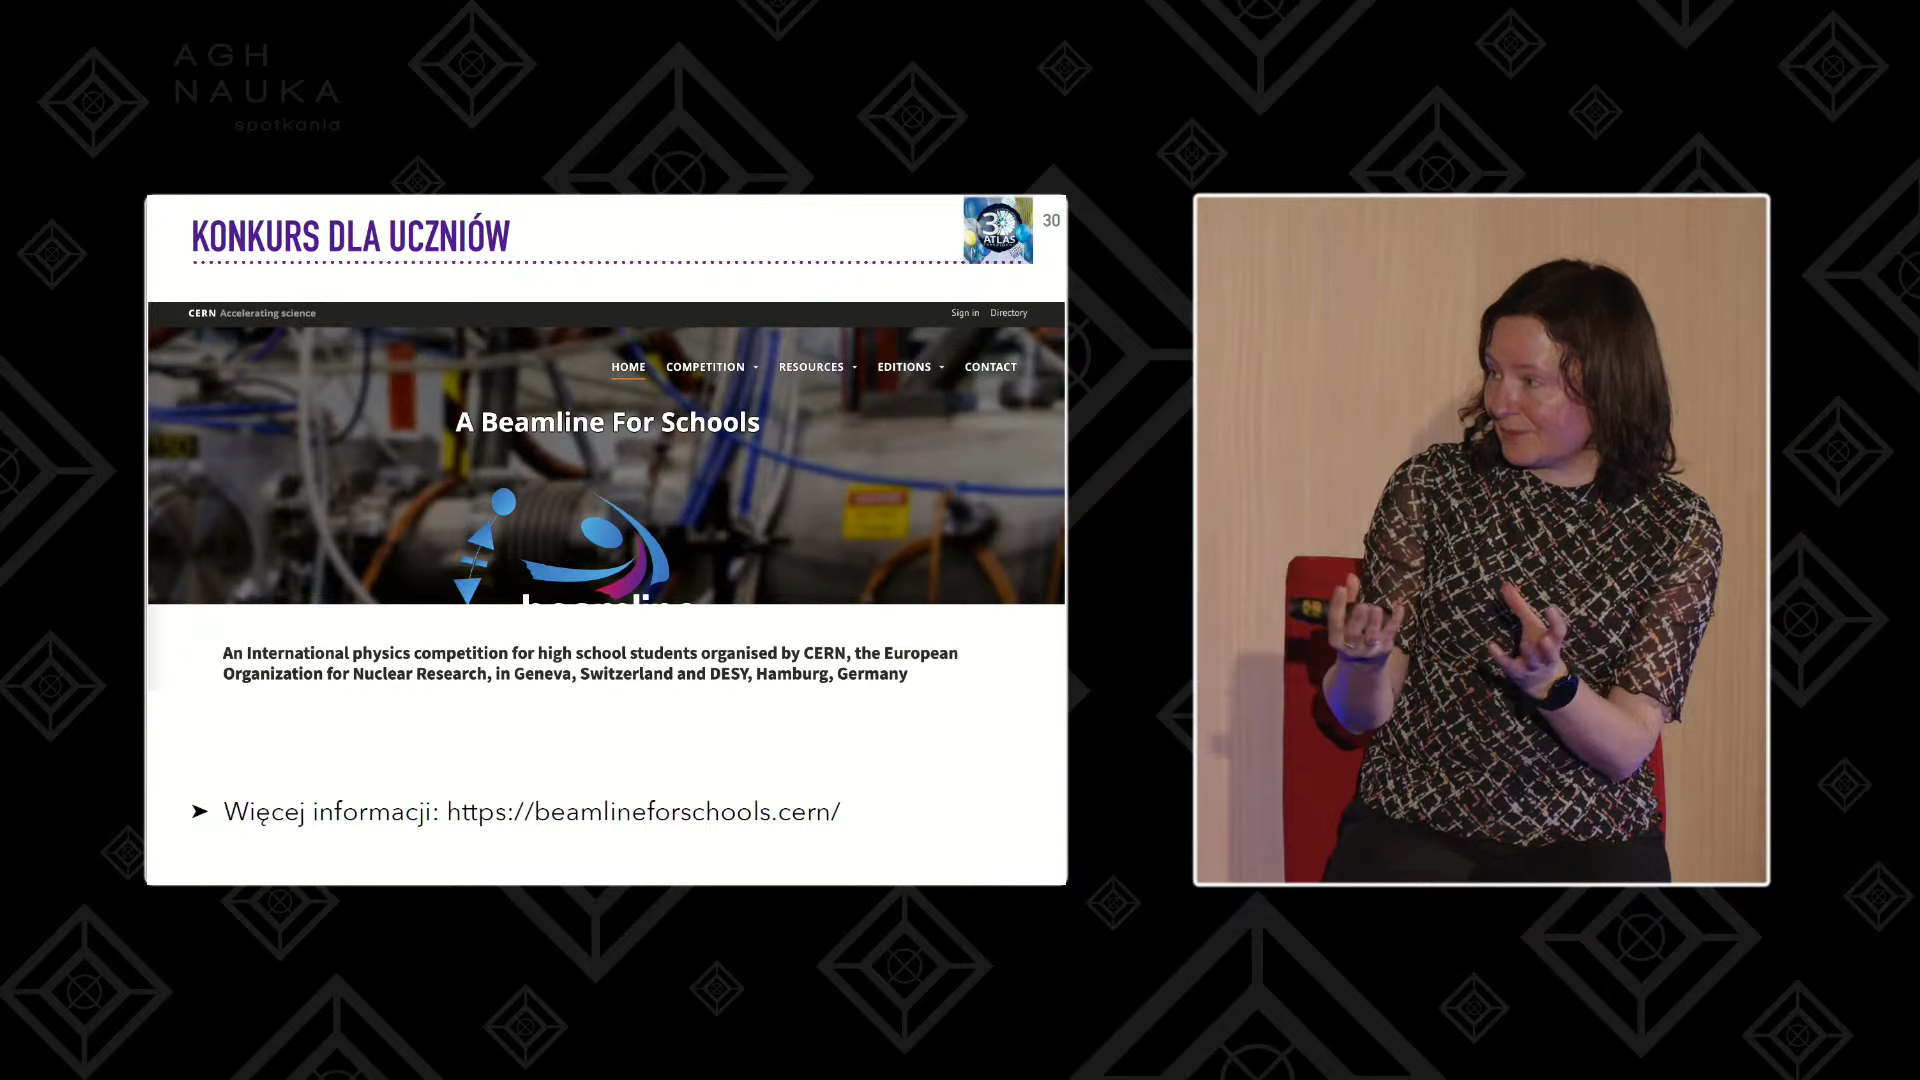 AGH
NAUKA
spotkania
KONKURS DLA UCZNIÓW
30
ATLAS
30
CERN Accelerating science
Sign in Directory
HOME COMPETITION RESOURCES EDITIONS CONTACT
A Beamline For Schools
beamline
An International physics competition for high school students organised by CERN, the European
Organization for Nuclear Research, in Geneva, Switzerland and DESY, Hamburg, Germany
➤ Więcej informacji: https://beamlineforschools.cern/